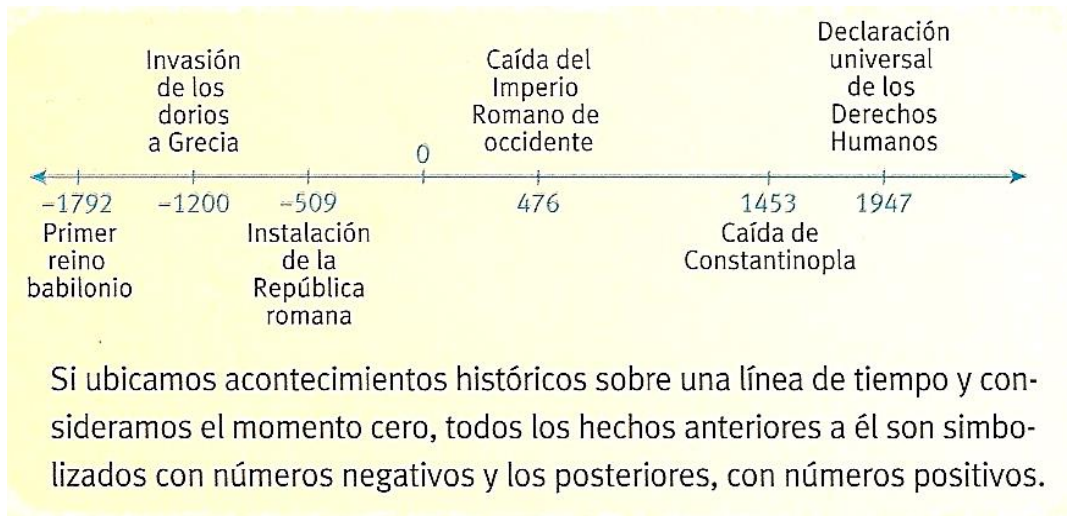 Invasión
de los
dorios
a Grecia
Caída del
Imperio
Romano de
occidente
Declaración
universal
de los
Derechos
Humanos
0
–1792
–1200
–509
476
1453
1947
Primer
reino
babilonio
Instalación
de la
República
romana
Caída de
Constantinopla
Si ubicamos acontecimientos históricos sobre una línea de tiempo y con-
sideramos el momento cero, todos los hechos anteriores a él son simbo-
lizados con números negativos y los posteriores, con números positivos.